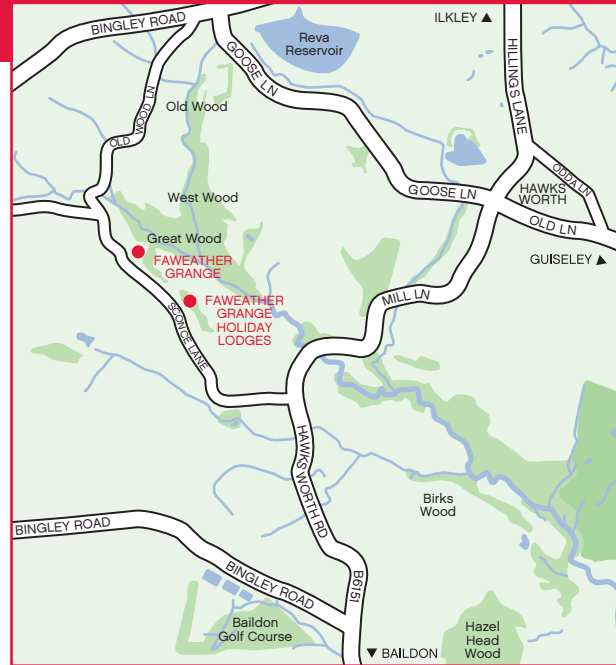 BINGLEY ROAD
ILKLEY ▲
Reva
Reservoir
GOOSE LN
HILLINGS LANE
Old Wood
OLD WOOD LN
West Wood
GOOSE LN
ODDA LN
HAWKS
WORTH
OLD LN
Great Wood
GUISELEY ▲
FAWEATHER
GRANGE
FAWEATHER
GRANGE
HOLIDAY
LODGES
MILL LN
SCONCE LANE
HAWKS WORTH RD
Birks
Wood
BINGLEY ROAD
BINGLEY ROAD
B6151
Baildon
Golf Course
Hazel
Head
Wood
▼ BAILDON